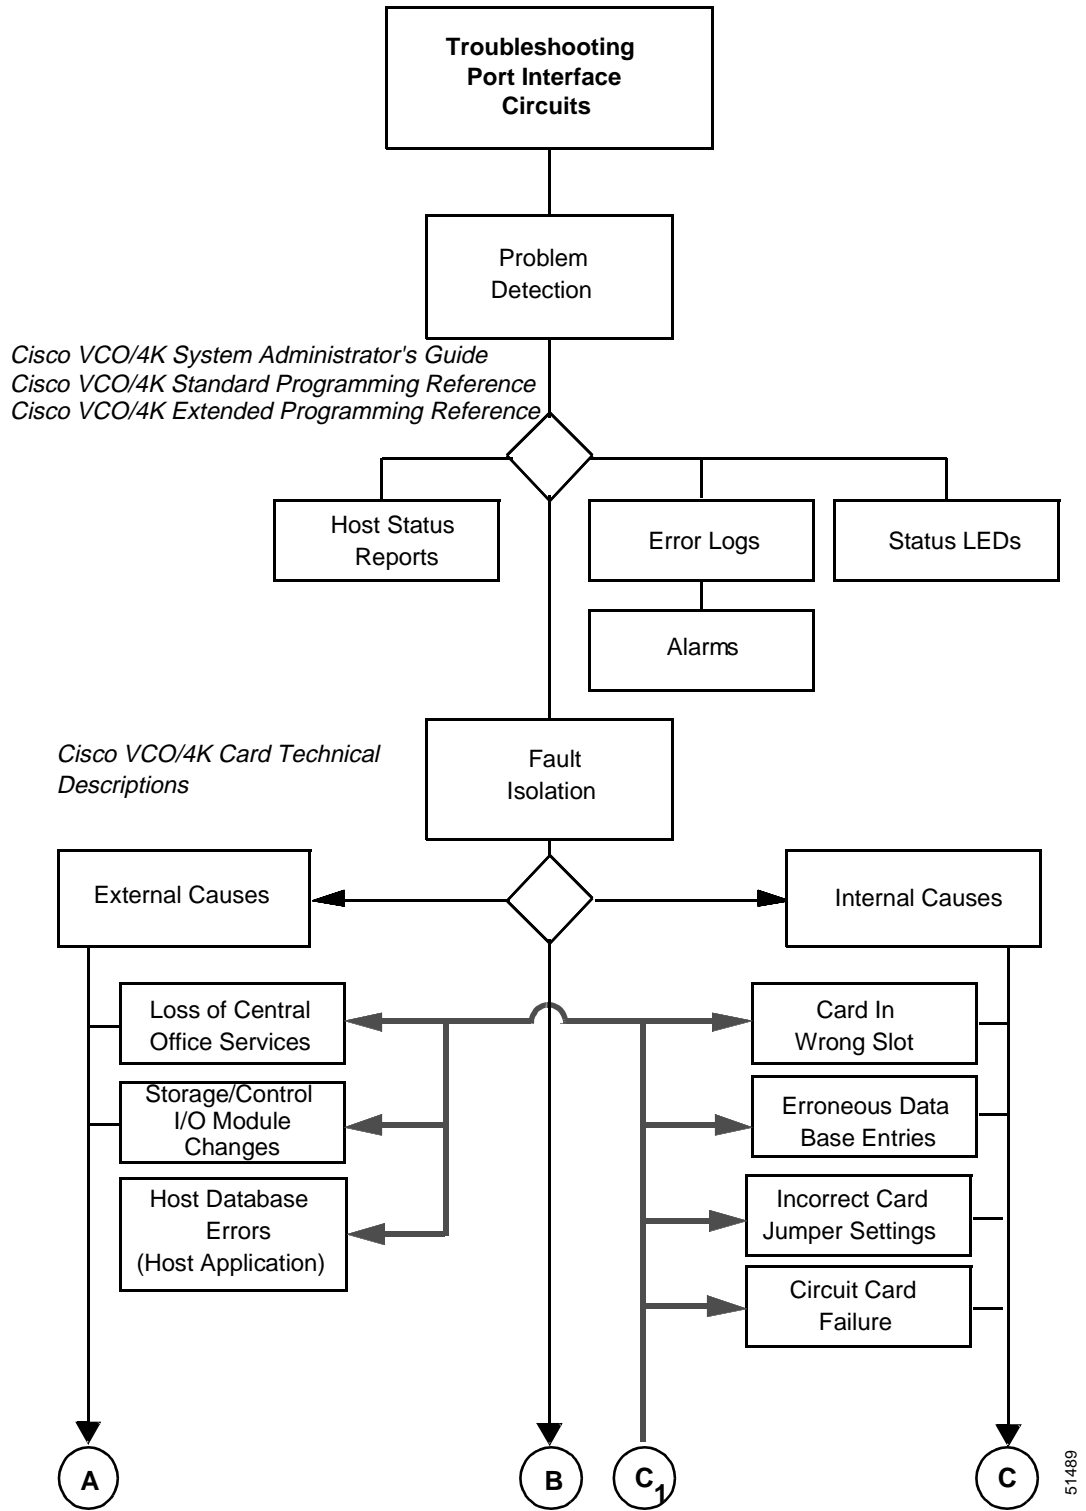 Troubleshooting
Port Interface
Circuits
Problem
Detection
Cisco VCO/4K System Administrator's Guide
Cisco VCO/4K Standard Programming Reference
Cisco VCO/4K Extended Programming Reference
Host Status
Reports
Error Logs
Status LEDs
Alarms
Cisco VCO/4K Card Technical
Descriptions
Fault
Isolation
External Causes
Internal Causes
Loss of Central
Office Services
Card In
Wrong Slot
Storage/Control
I/O Module
Changes
Erroneous Data
Base Entries
Host Database
Errors
(Host Application)
Incorrect Card
Jumper Settings
Circuit Card
Failure
A
B
C1
C
51489